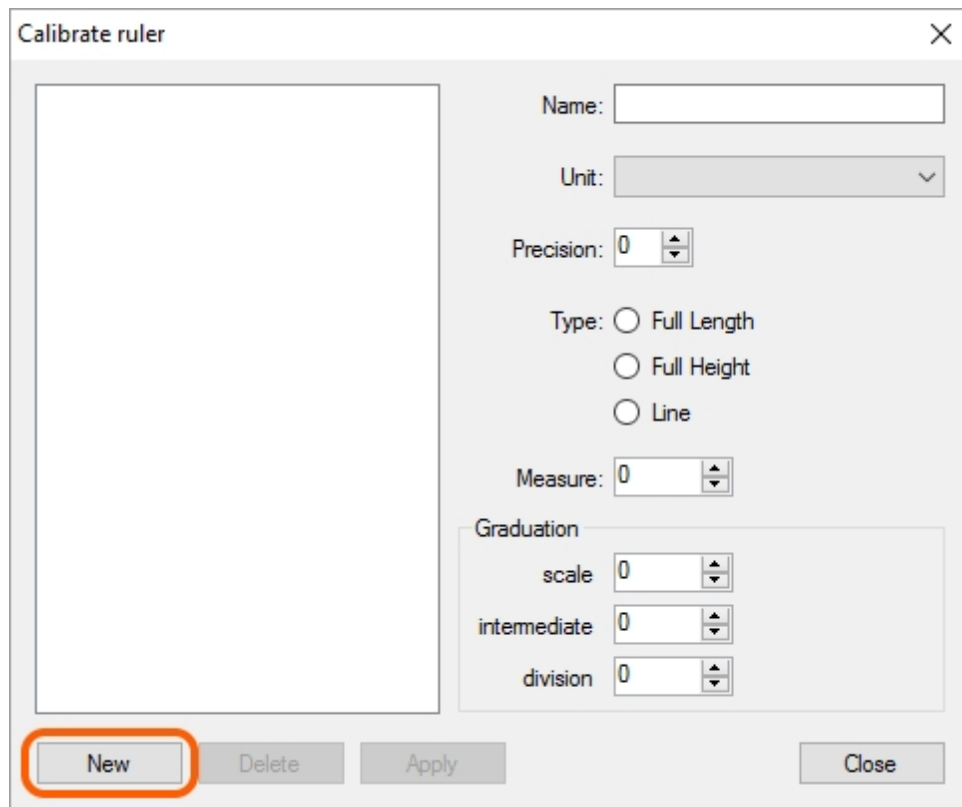 Calibrate ruler
Name:
Unit:
Precision: 0
Type: Full Length
Full Height
Line
Measure: 0
Graduation
scale 0
intermediate 0
division 0
New Delete Apply Close